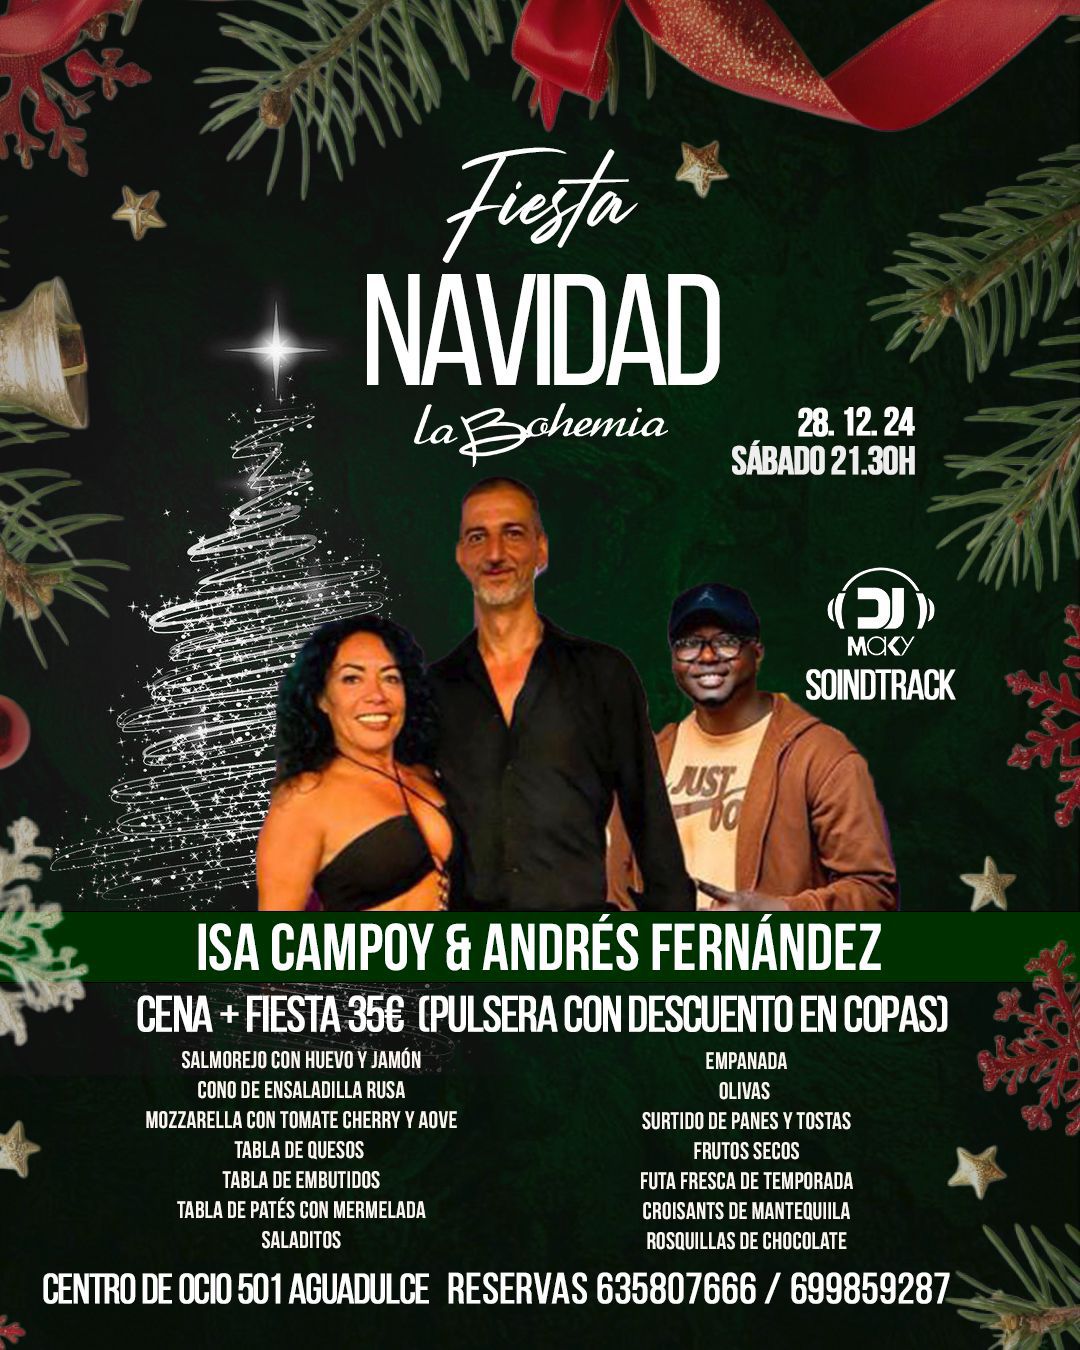 Fiesta
NAVIDAD
La Bohemia
28. 12. 24
SÁBADO 21.30H
DJ
MAKY
SOINDTRACK
JUST
DO
ISA CAMPOY & ANDRÉS FERNÁNDEZ
CENA + FIESTA 35€ (PULSERA CON DESCUENTO EN COPAS)
SALMOREJO CON HUEVO Y JAMÓN
CONO DE ENSALADILLA RUSA
MOZZARELLA CON TOMATE CHERRY Y AOVE
TABLA DE QUESOS
TABLA DE EMBUTIDOS
TABLA DE PATÉS CON MERMELADA
SALADITOS
EMPANADA
OLIVAS
SURTIDO DE PANES Y TOSTAS
FRUTOS SECOS
FUTA FRESCA DE TEMPORADA
CROISANTS DE MANTEQUIILA
ROSQUILLAS DE CHOCOLATE
CENTRO DE OCIO 501 AGUADULCE RESERVAS 635807666 / 699859287